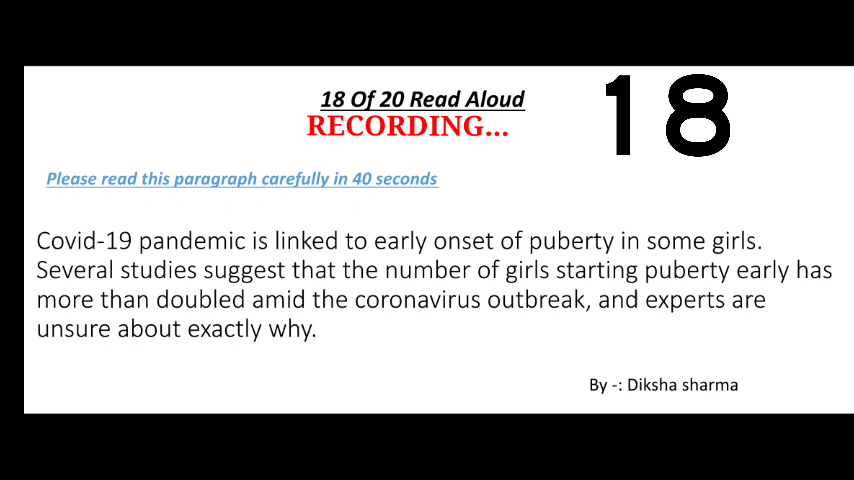 18 Of 20 Read Aloud
18
RECORDING...
Please read this paragraph carefully in 40 seconds
Covid-19 pandemic is linked to early onset of puberty in some girls.
Several studies suggest that the number of girls starting puberty early has
more than doubled amid the coronavirus outbreak, and experts are
unsure about exactly why.
By -: Diksha sharma